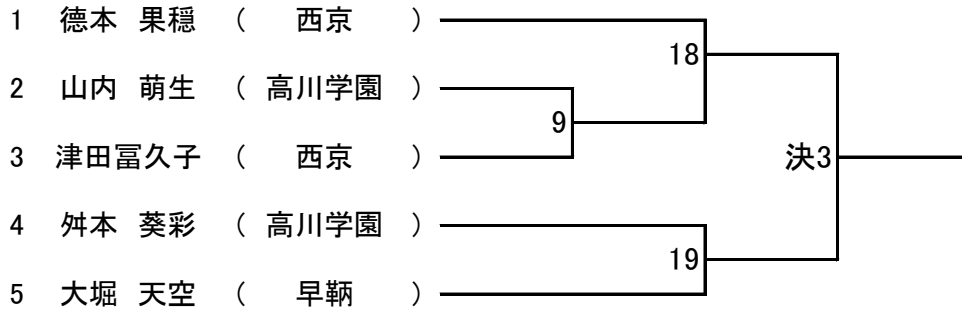 1 徳本 果穏 ( 西京 )
18
2 山内 萌生 ( 高川学園 )
9
3 津田冨久子 ( 西京 )
決3
4 舛本 葵彩 ( 高川学園 )
19
5 大堀 天空 ( 早鞆 )